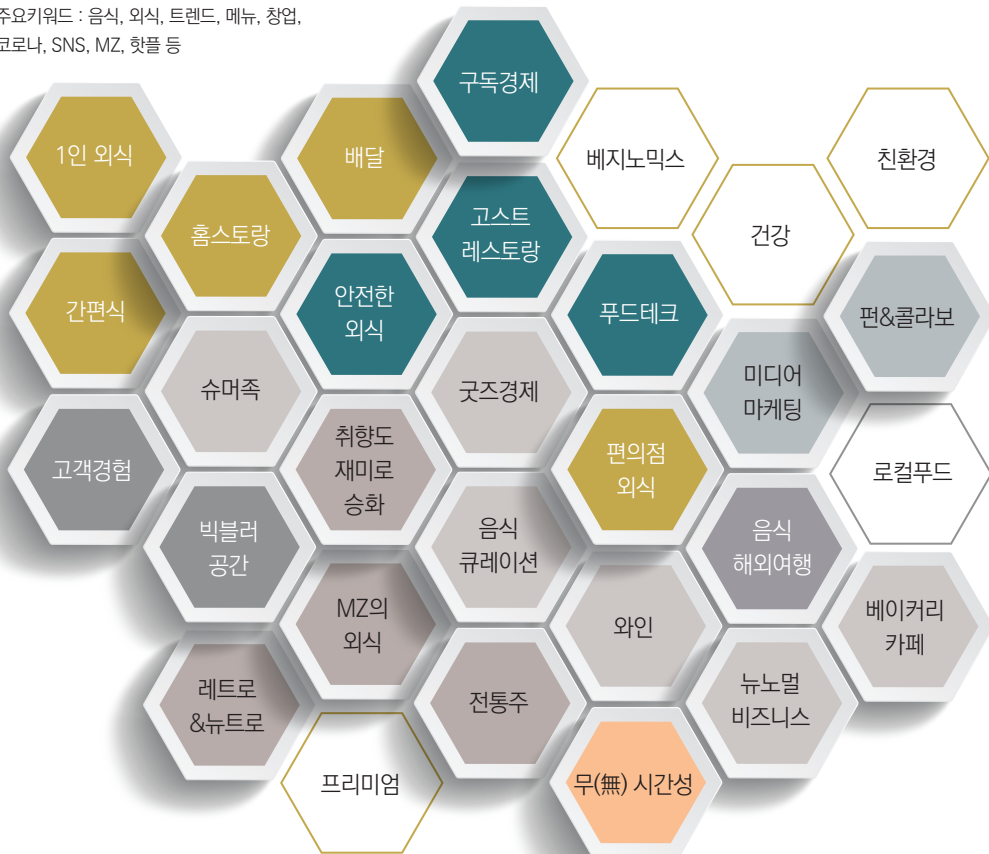 주요키워드 : 음식, 외식, 트렌드, 메뉴, 창업,
코로나, SNS, MZ, 핫플 등
구독경제
1인 외식
배달
베지노믹스
친환경
홈스토랑
고스트
레스토랑
건강
간편식
안전한
외식
푸드테크
펀&콜라보
슈머족
굿즈경제
미디어
마케팅
고객경험
취향도
재미로
승화
편의점
외식
로컬푸드
빅블러
공간
음식
큐레이션
음식
해외여행
MZ의
외식
와인
베이커리
카페
레트로
&뉴트로
전통주
뉴노멀
비즈니스
프리미엄
무(無) 시간성